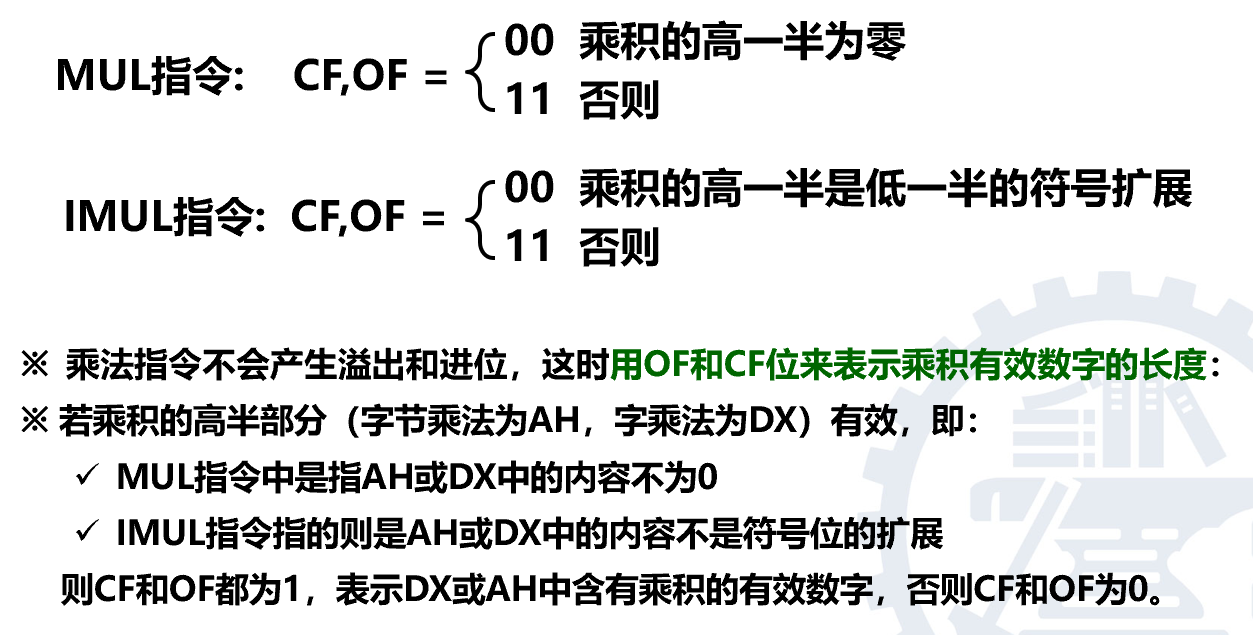 MUL指令: CF,OF =
00 乘积的高一半为零
11 否则
IMUL指令: CF,OF =
00 乘积的高一半是低一半的符号扩展
11 否则
※ 乘法指令不会产生溢出和进位，这时用OF和CF位来表示乘积有效数字的长度：
※ 若乘积的高半部分（字节乘法为AH，字乘法为DX）有效，即：
✓ MUL指令中是指AH或DX中的内容不为0
✓ IMUL指令指的则是AH或DX中的内容不是符号位的扩展
则CF和OF都为1，表示DX或AH中含有乘积的有效数字，否则CF和OF为0。